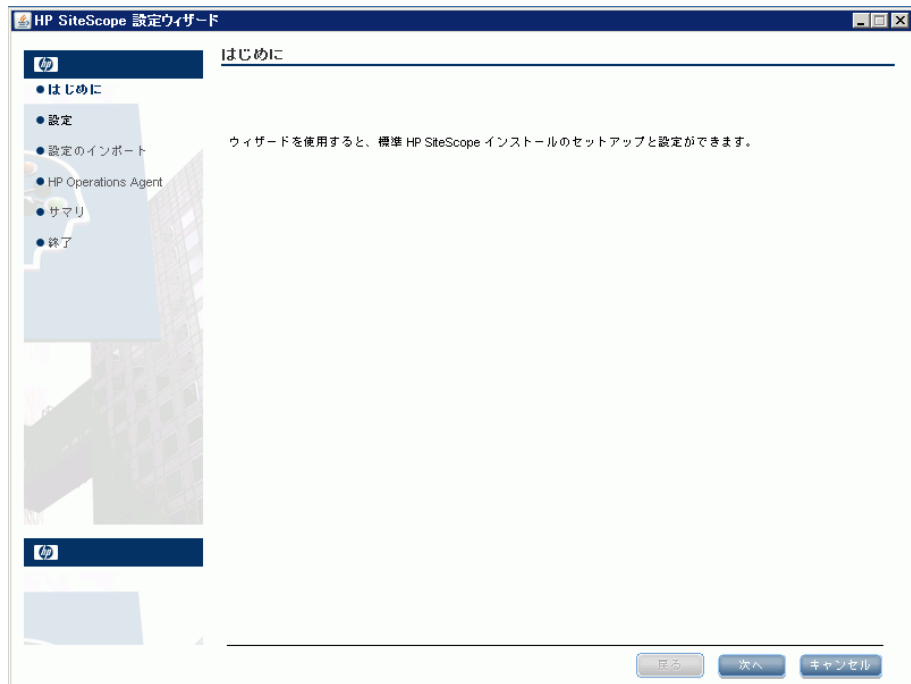 HP SiteScope 設定ウィザード
はじめに
hp
はじめに
設定
ウィザードを使用すると、標準 HP SiteScope インストールのセットアップと設定ができます。
設定のインポート
HP Operations Agent
サマリ
終了
hp
戻る 次へ キャンセル